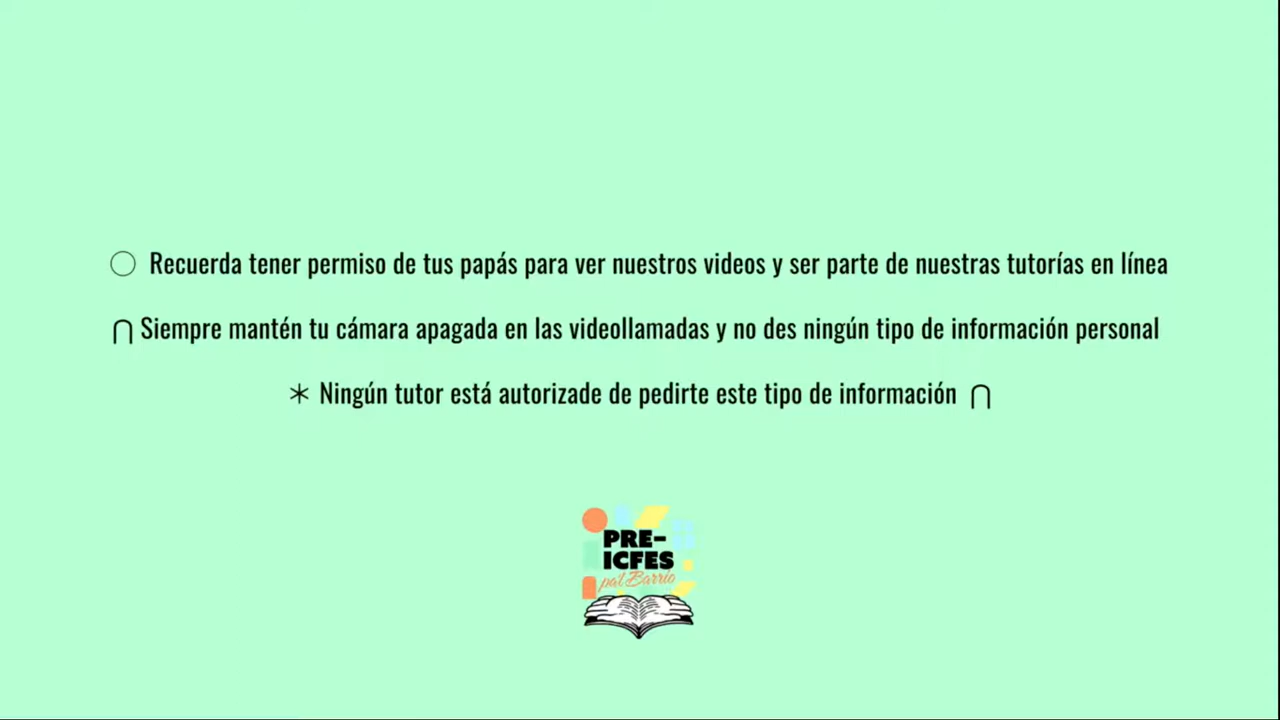 ○ Recuerda tener permiso de tus papás para ver nuestros videos y ser parte de nuestras tutorías en línea
∩ Siempre mantén tu cámara apagada en las videollamadas y no des ningún tipo de información personal
* Ningún tutor está autorizade de pedirte este tipo de información ∩
PRE-
ICFES
pa'l Barrio